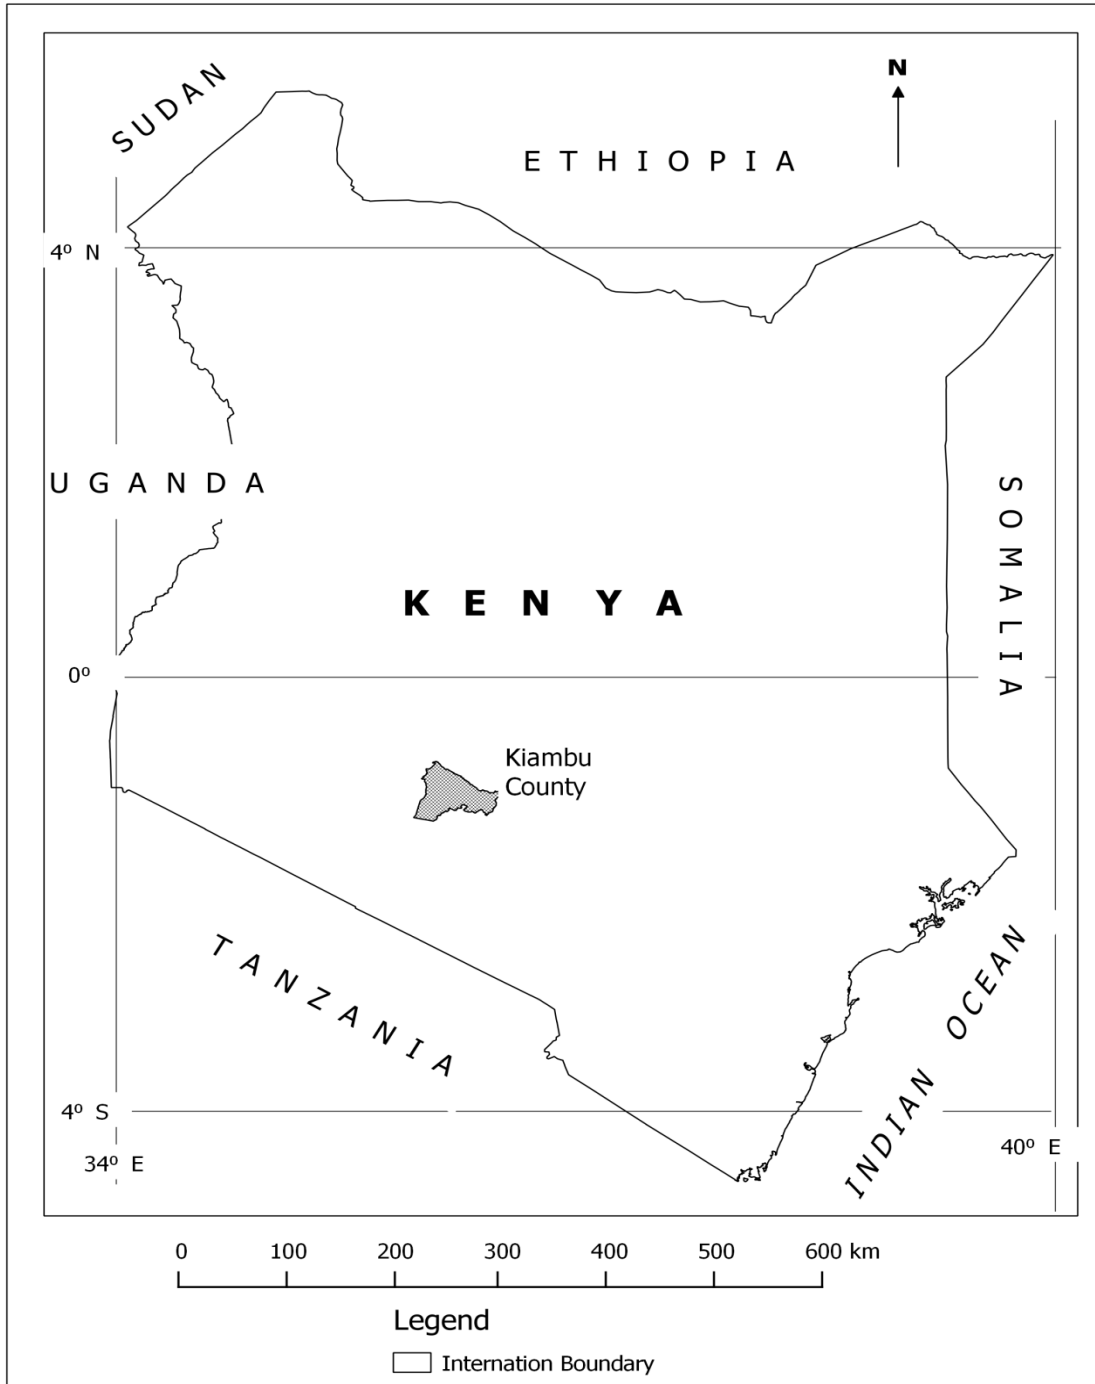 SUDAN
N
ETHIOPIA
4º N
UGANDA
SOMALIA
KENYA
0º
Kiambu
County
TANZANIA
INDIAN OCEAN
4º S
34º E
40º E
0 100 200 300 400 500 600 km
Legend
Internation Boundary